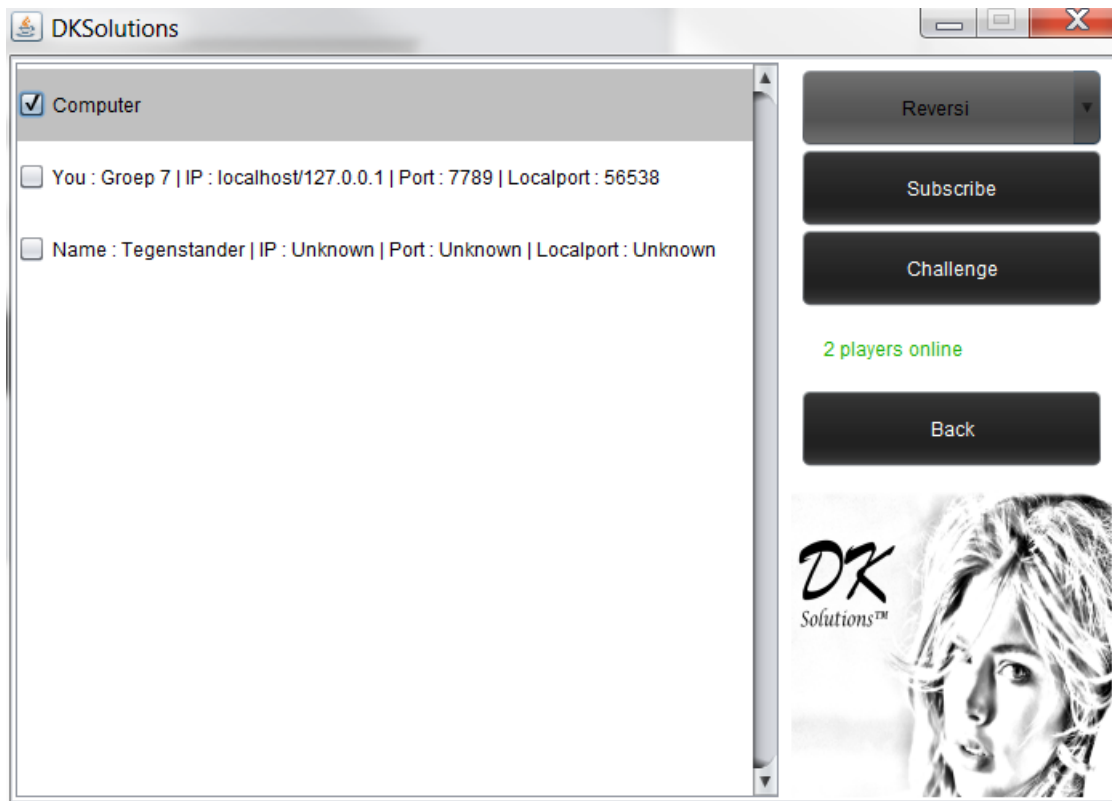 DKSolutions
Computer
You : Groep 7 | IP : localhost/127.0.0.1 | Port : 7789 | Localport : 56538
Name : Tegenstander | IP : Unknown | Port : Unknown | Localport : Unknown
Reversi
Subscribe
Challenge
2 players online
Back
DK
Solutions™